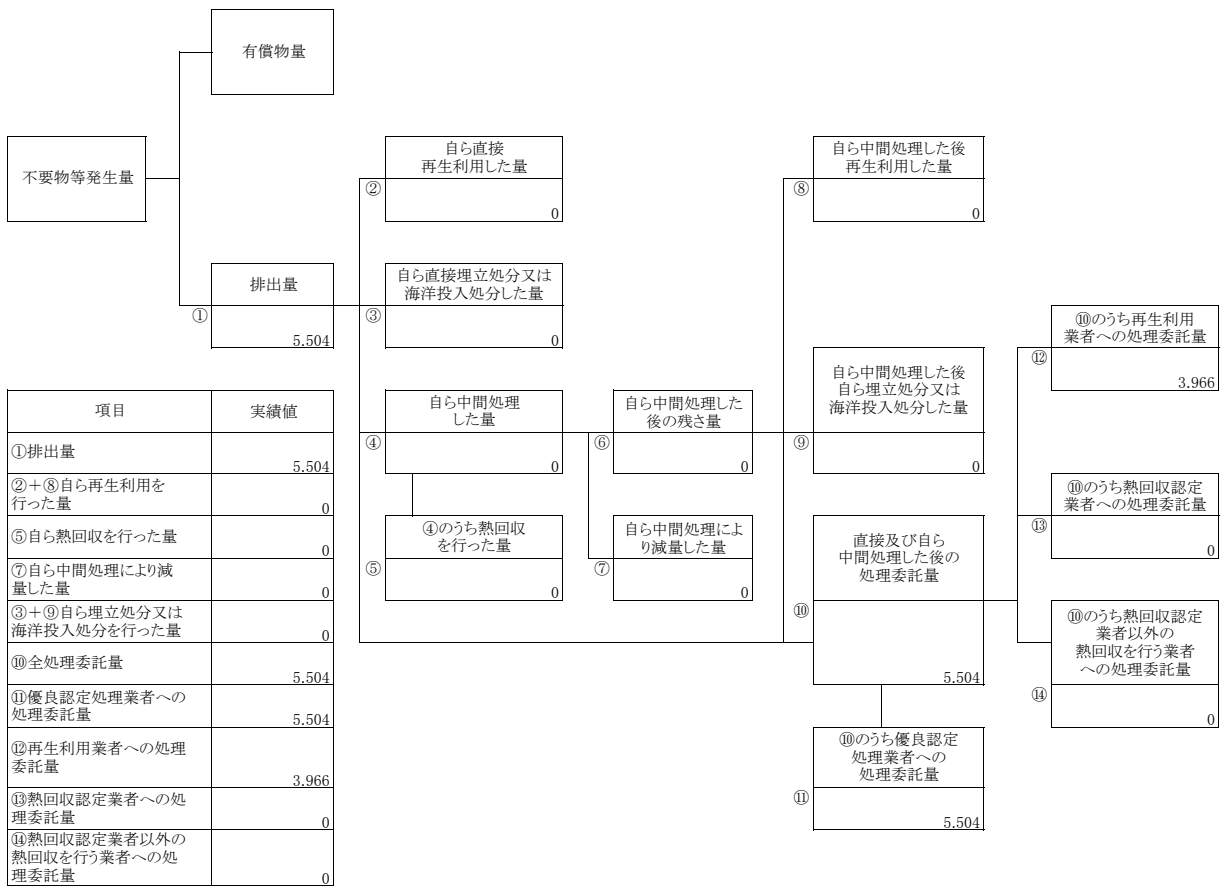 有償物量
不要物等発生量
排出量
①
5.504
自ら直接
再生利用した量
②
0
自ら直接埋立処分又は
海洋投入処分した量
③
0
自ら中間処理
した量
④
0
④のうち熱回収
を行った量
⑤
0
自ら中間処理した
後の残さ量
⑥
0
自ら中間処理によ
り減量した量
⑦
0
自ら中間処理した後
再生利用した量
⑧
0
自ら中間処理した後
自ら埋立処分又は
海洋投入処分した量
⑨
0
直接及び自ら
中間処理した後の
処理委託量
⑩
5.504
⑩のうち優良認定
処理業者への
処理委託量
⑪
5.504
⑩のうち再生利用
業者への処理委託量
⑫
3.966
⑩のうち熱回収認定
業者への処理委託量
⑬
0
⑩のうち熱回収認定
業者以外の
熱回収を行う業者
への処理委託量
⑭
0
項目 実績値
①排出量
5.504
②+⑧自ら再生利用を
行った量
0
⑤自ら熱回収を行った量
0
⑦自ら中間処理により減
量した量
0
③+⑨自ら埋立処分又は
海洋投入処分を行った量
0
⑩全処理委託量
5.504
⑪優良認定処理業者への
処理委託量
5.504
⑫再生利用業者への処理
委託量
3.966
⑬熱回収認定業者への処
理委託量
0
⑭熱回収認定業者以外の
熱回収を行う業者への処
理委託量
0